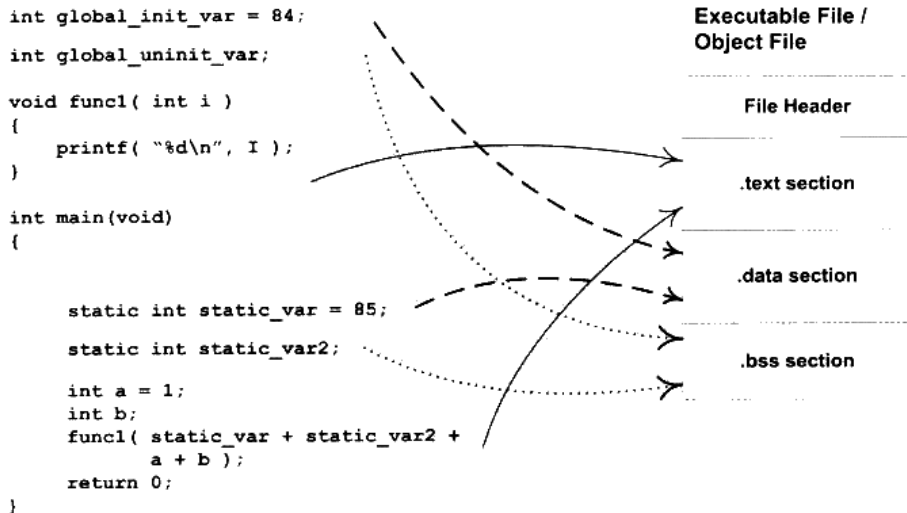 int global_init_var = 84;
int global_uninit_var;
void func1( int i )
{
printf( "%d\n", I );
}
int main(void)
{
static int static_var = 85;
static int static_var2;
int a = 1;
int b;
func1( static_var + static_var2 +
a + b );
return 0;
}
Executable File /
Object File
File Header
.text section
.data section
.bss section